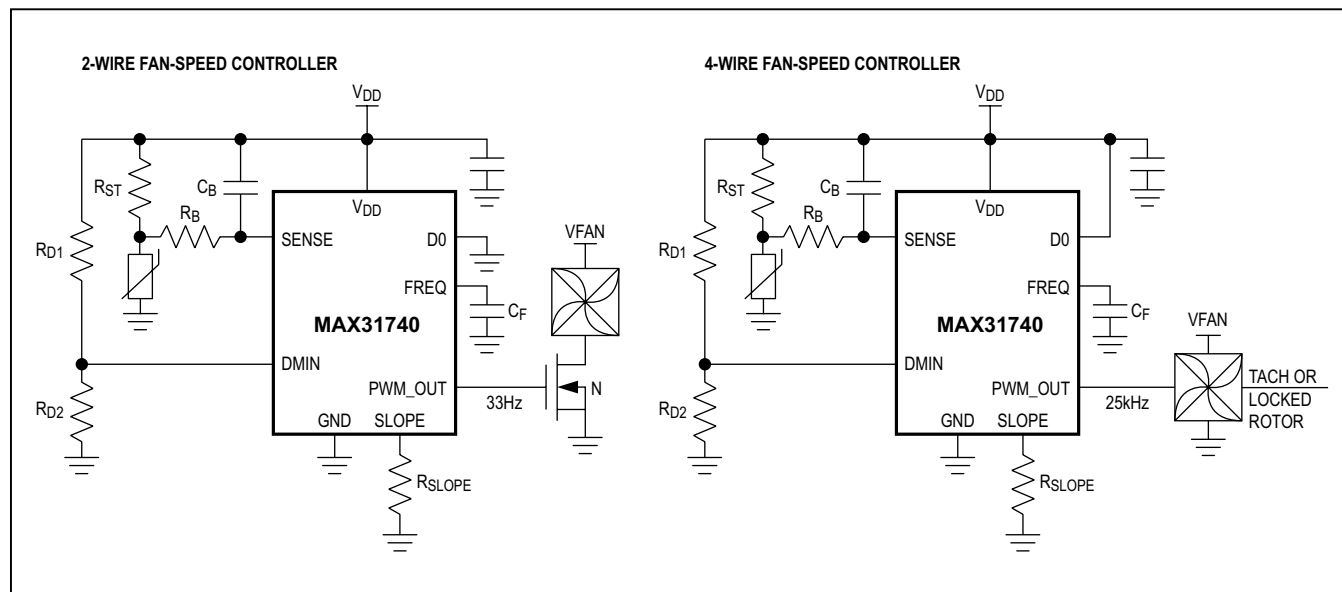 2-WIRE FAN-SPEED CONTROLLER
VDD
RST
CB
RB
RD1
VDD
SENSE
D0
FREQ
CF
VFAN
MAX31740
DMIN
PWM_OUT
33Hz
N
RD2
GND
SLOPE
RSLOPE
4-WIRE FAN-SPEED CONTROLLER
VDD
RST
CB
RB
RD1
VDD
SENSE
D0
FREQ
CF
MAX31740
VFAN
DMIN
PWM_OUT
25kHz
TACH OR
LOCKED
ROTOR
RD2
GND
SLOPE
RSLOPE